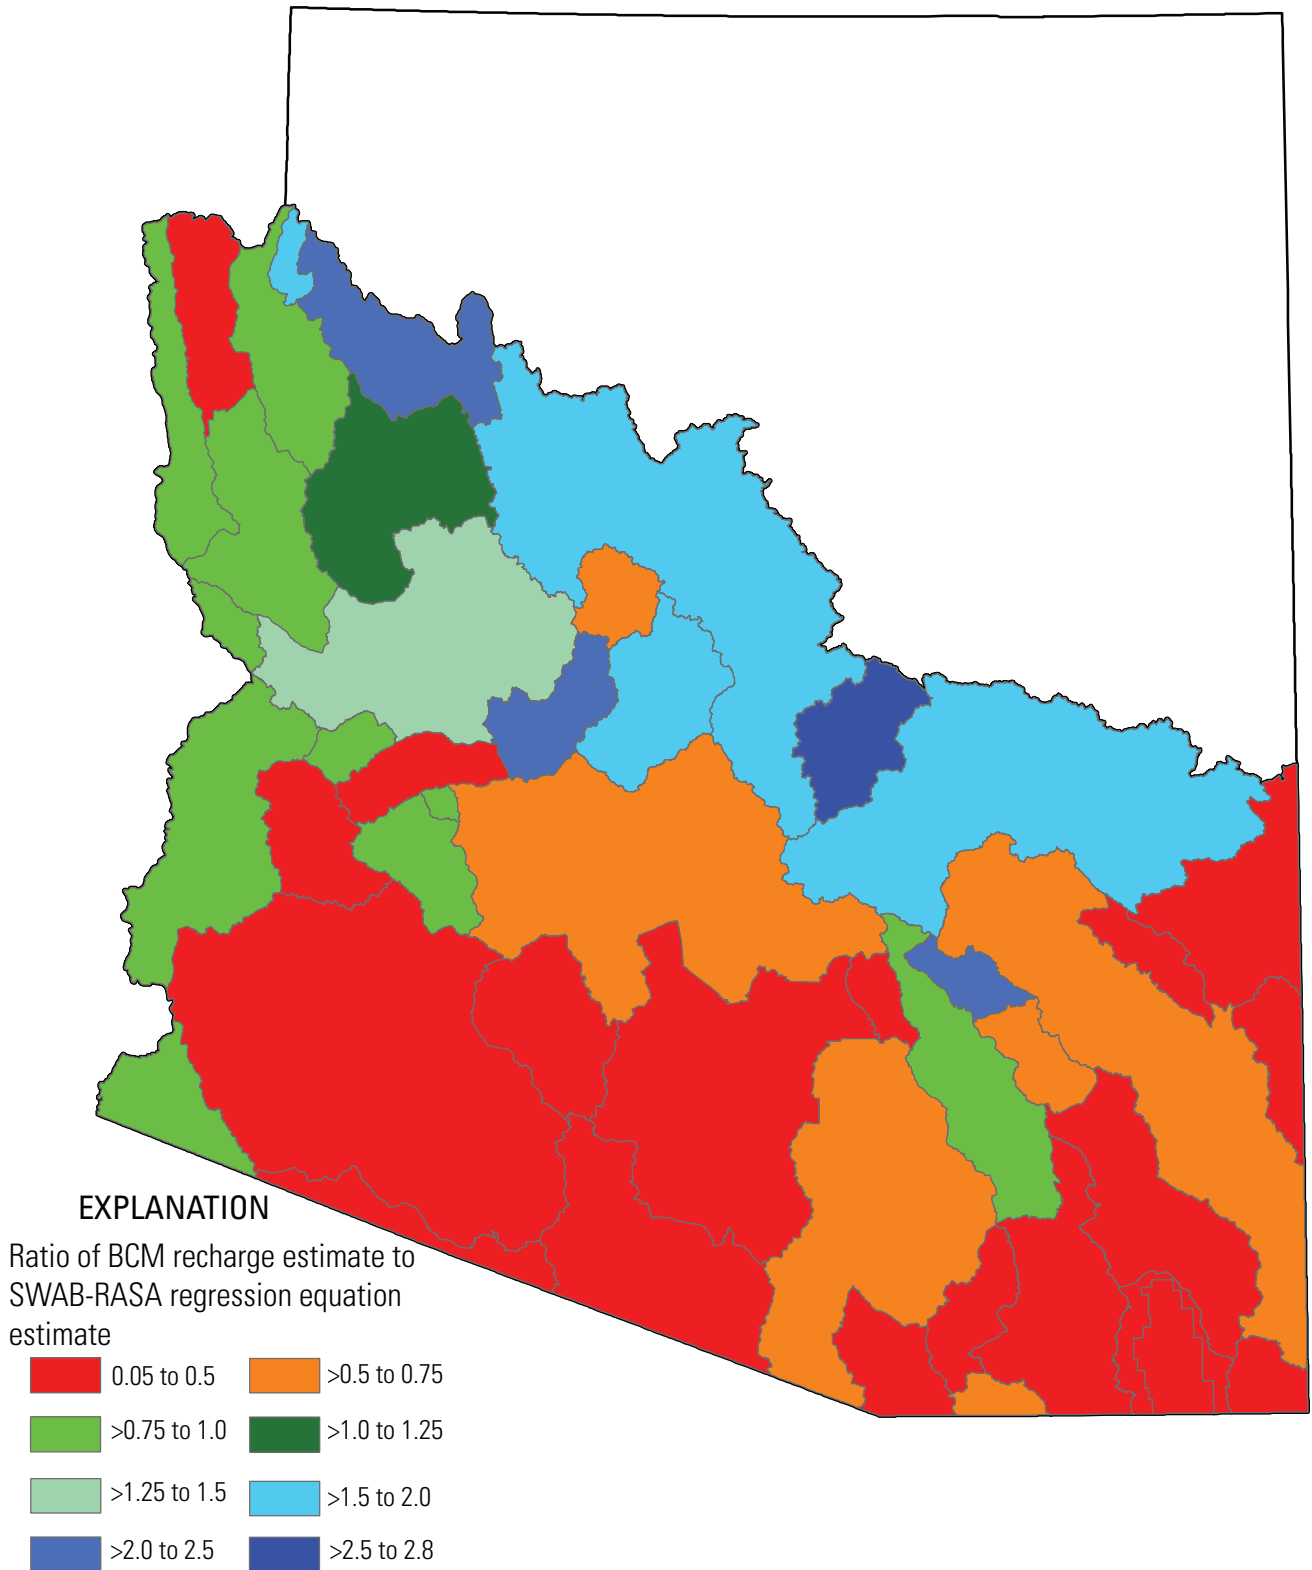 EXPLANATION
Ratio of BCM recharge estimate to
SWAB-RASA regression equation
estimate
0.05 to 0.5
>0.5 to 0.75
>0.75 to 1.0
>1.0 to 1.25
>1.25 to 1.5
>1.5 to 2.0
>2.0 to 2.5
>2.5 to 2.8